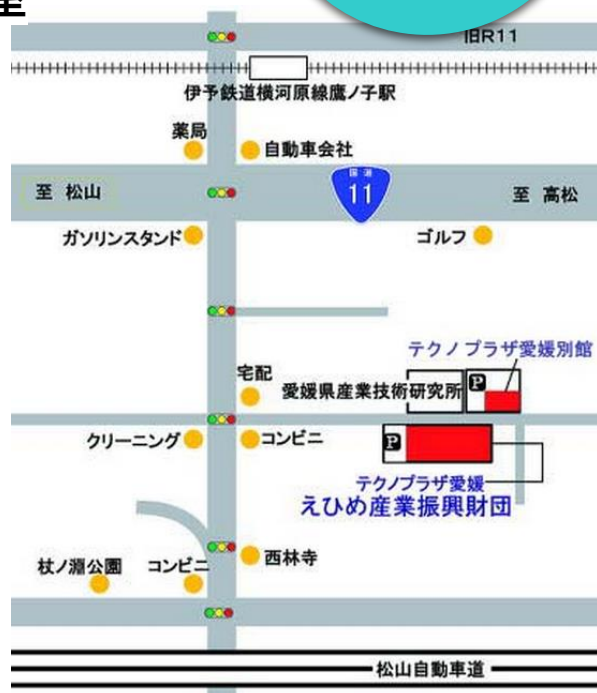 旧R11
伊予鉄道横河原線鷹ノ子駅
薬局
自動車会社
至 松山
国道
11
至 高松
ガソリンスタンド
ゴルフ
テクノプラザ愛媛別館
宅配
愛媛県産業技術研究所
P
クリーニング
コンビニ
P
テクノプラザ愛媛
えひめ産業振興財団
杖ノ淵公園
コンビニ
西林寺
松山自動車道